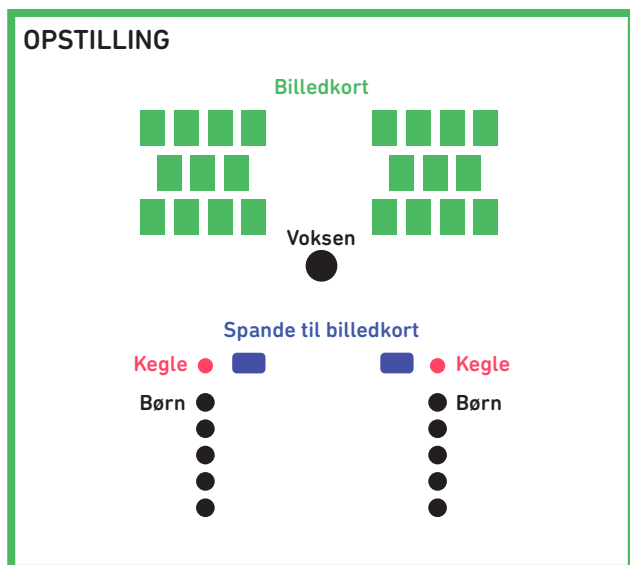 OPSTILLING
Billedkort
Voksen
Spande til billedkort
Kegle
Kegle
Børn
Børn